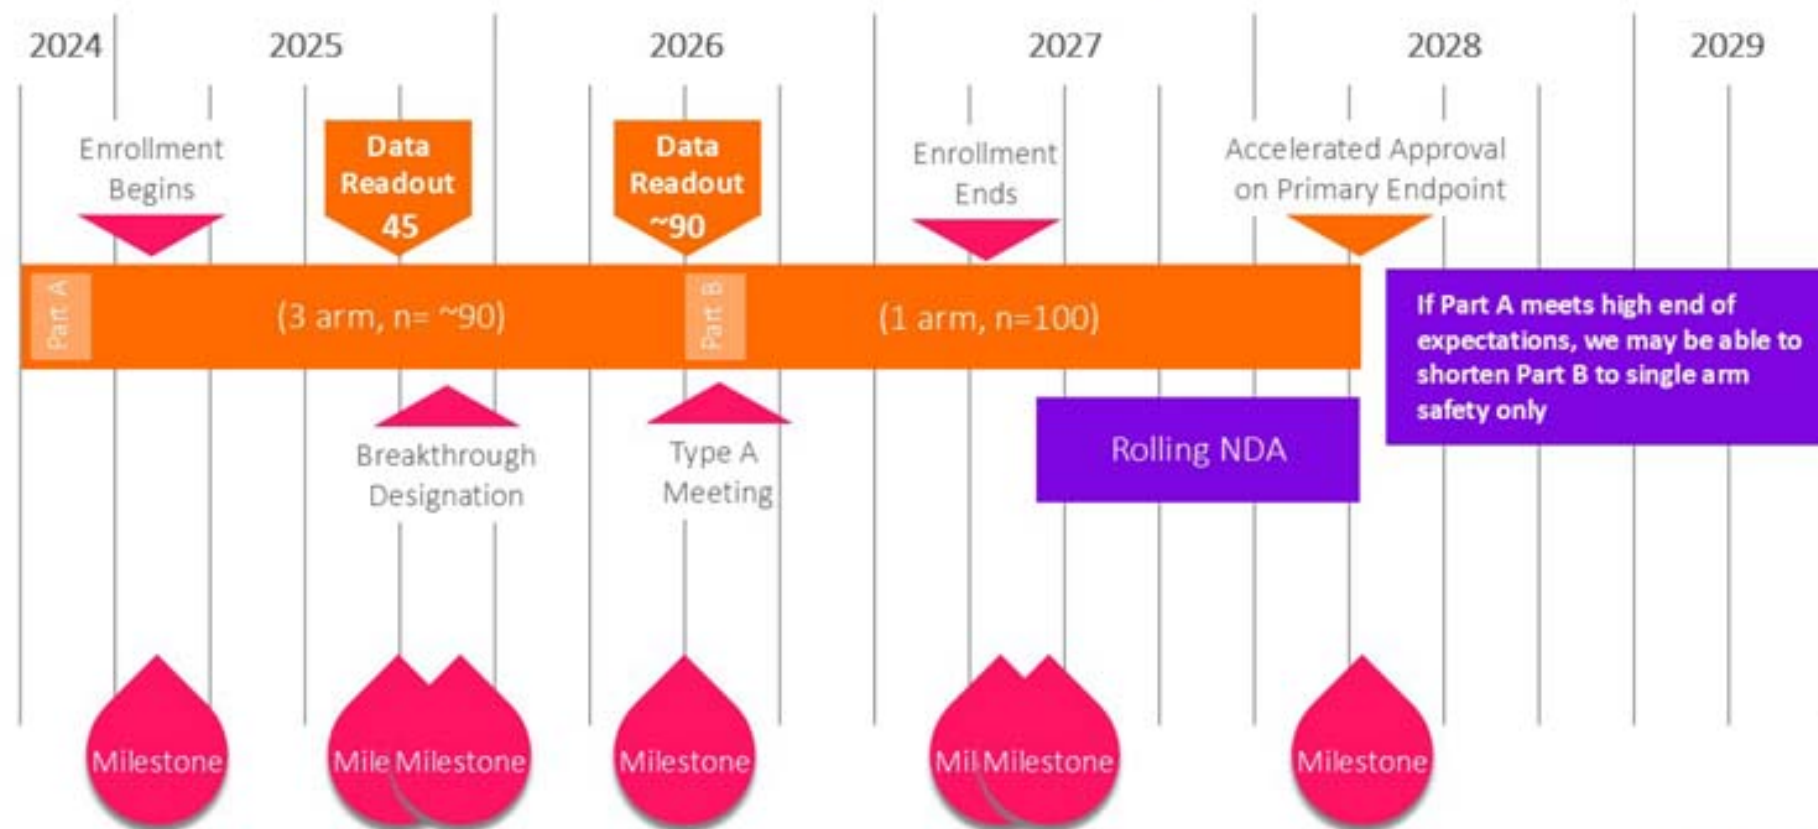 2024
2025
2026
2027
2028
2029
Enrollment
Begins
Data
Readout
45
Data
Readout
~90
Enrollment
Ends
Accelerated Approval
on Primary Endpoint
Part A
(3 arm, n= ~90)
Part B
(1 arm, n=100)
If Part A meets high end of
expectations, we may be able to
shorten Part B to single arm
safety only
Breakthrough
Designation
Type A
Meeting
Rolling NDA
Milestone
Mile
Milestone
Milestone
Mil
Milestone
Milestone